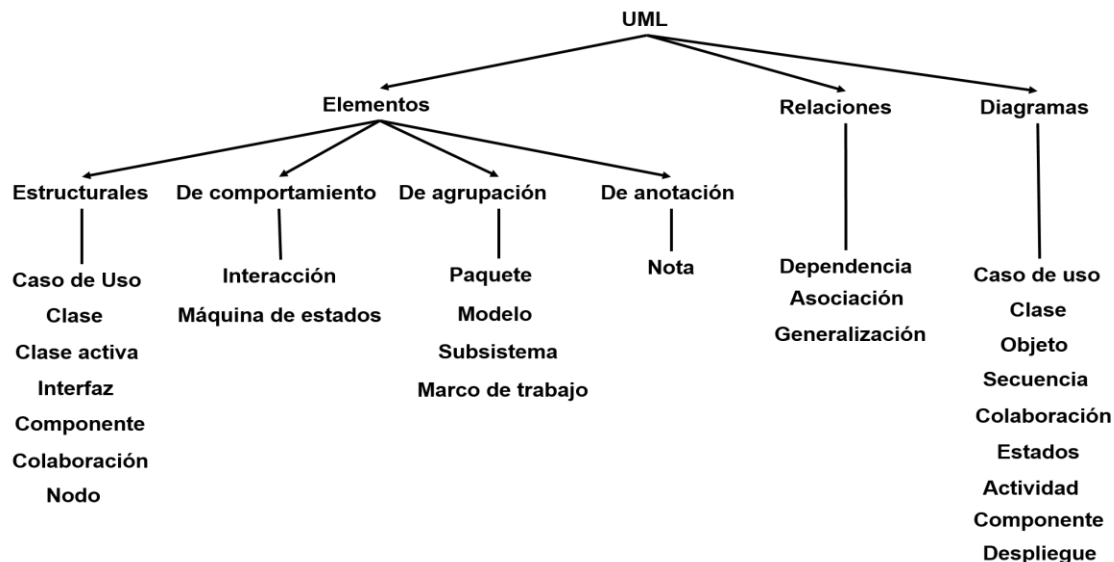 UML
Elementos
Relaciones
Diagramas
Estructurales
De comportamiento
De agrupación
De anotación
Caso de Uso
Clase
Clase activa
Interfaz
Componente
Colaboración
Nodo
Interacción
Máquina de estados
Paquete
Modelo
Subsistema
Marco de trabajo
Nota
Dependencia
Asociación
Generalización
Caso de uso
Clase
Objeto
Secuencia
Colaboración
Estados
Actividad
Componente
Despliegue